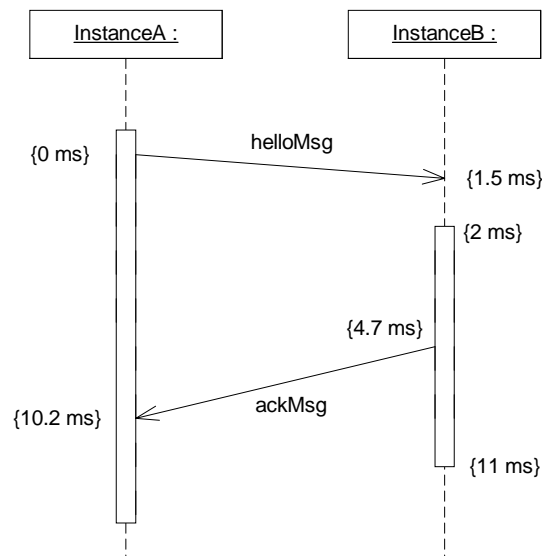 InstanceA :
InstanceB :
helloMsg
{0 ms}
{1.5 ms}
{2 ms}
{4.7 ms}
ackMsg
{10.2 ms}
{11 ms}